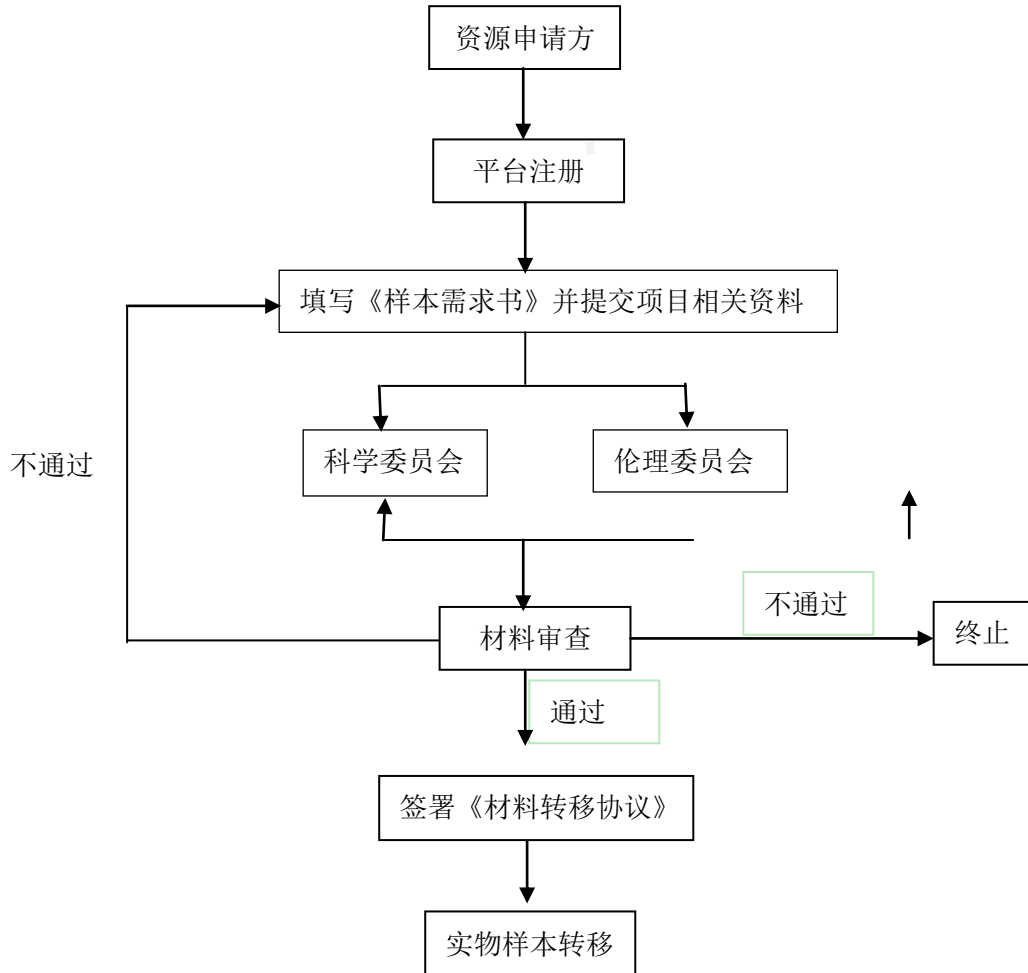 资源申请方
平台注册
填写《样本需求书》并提交项目相关资料
科学委员会
伦理委员会
不通过
不通过
材料审查
终止
通过
签署《材料转移协议》
实物样本转移